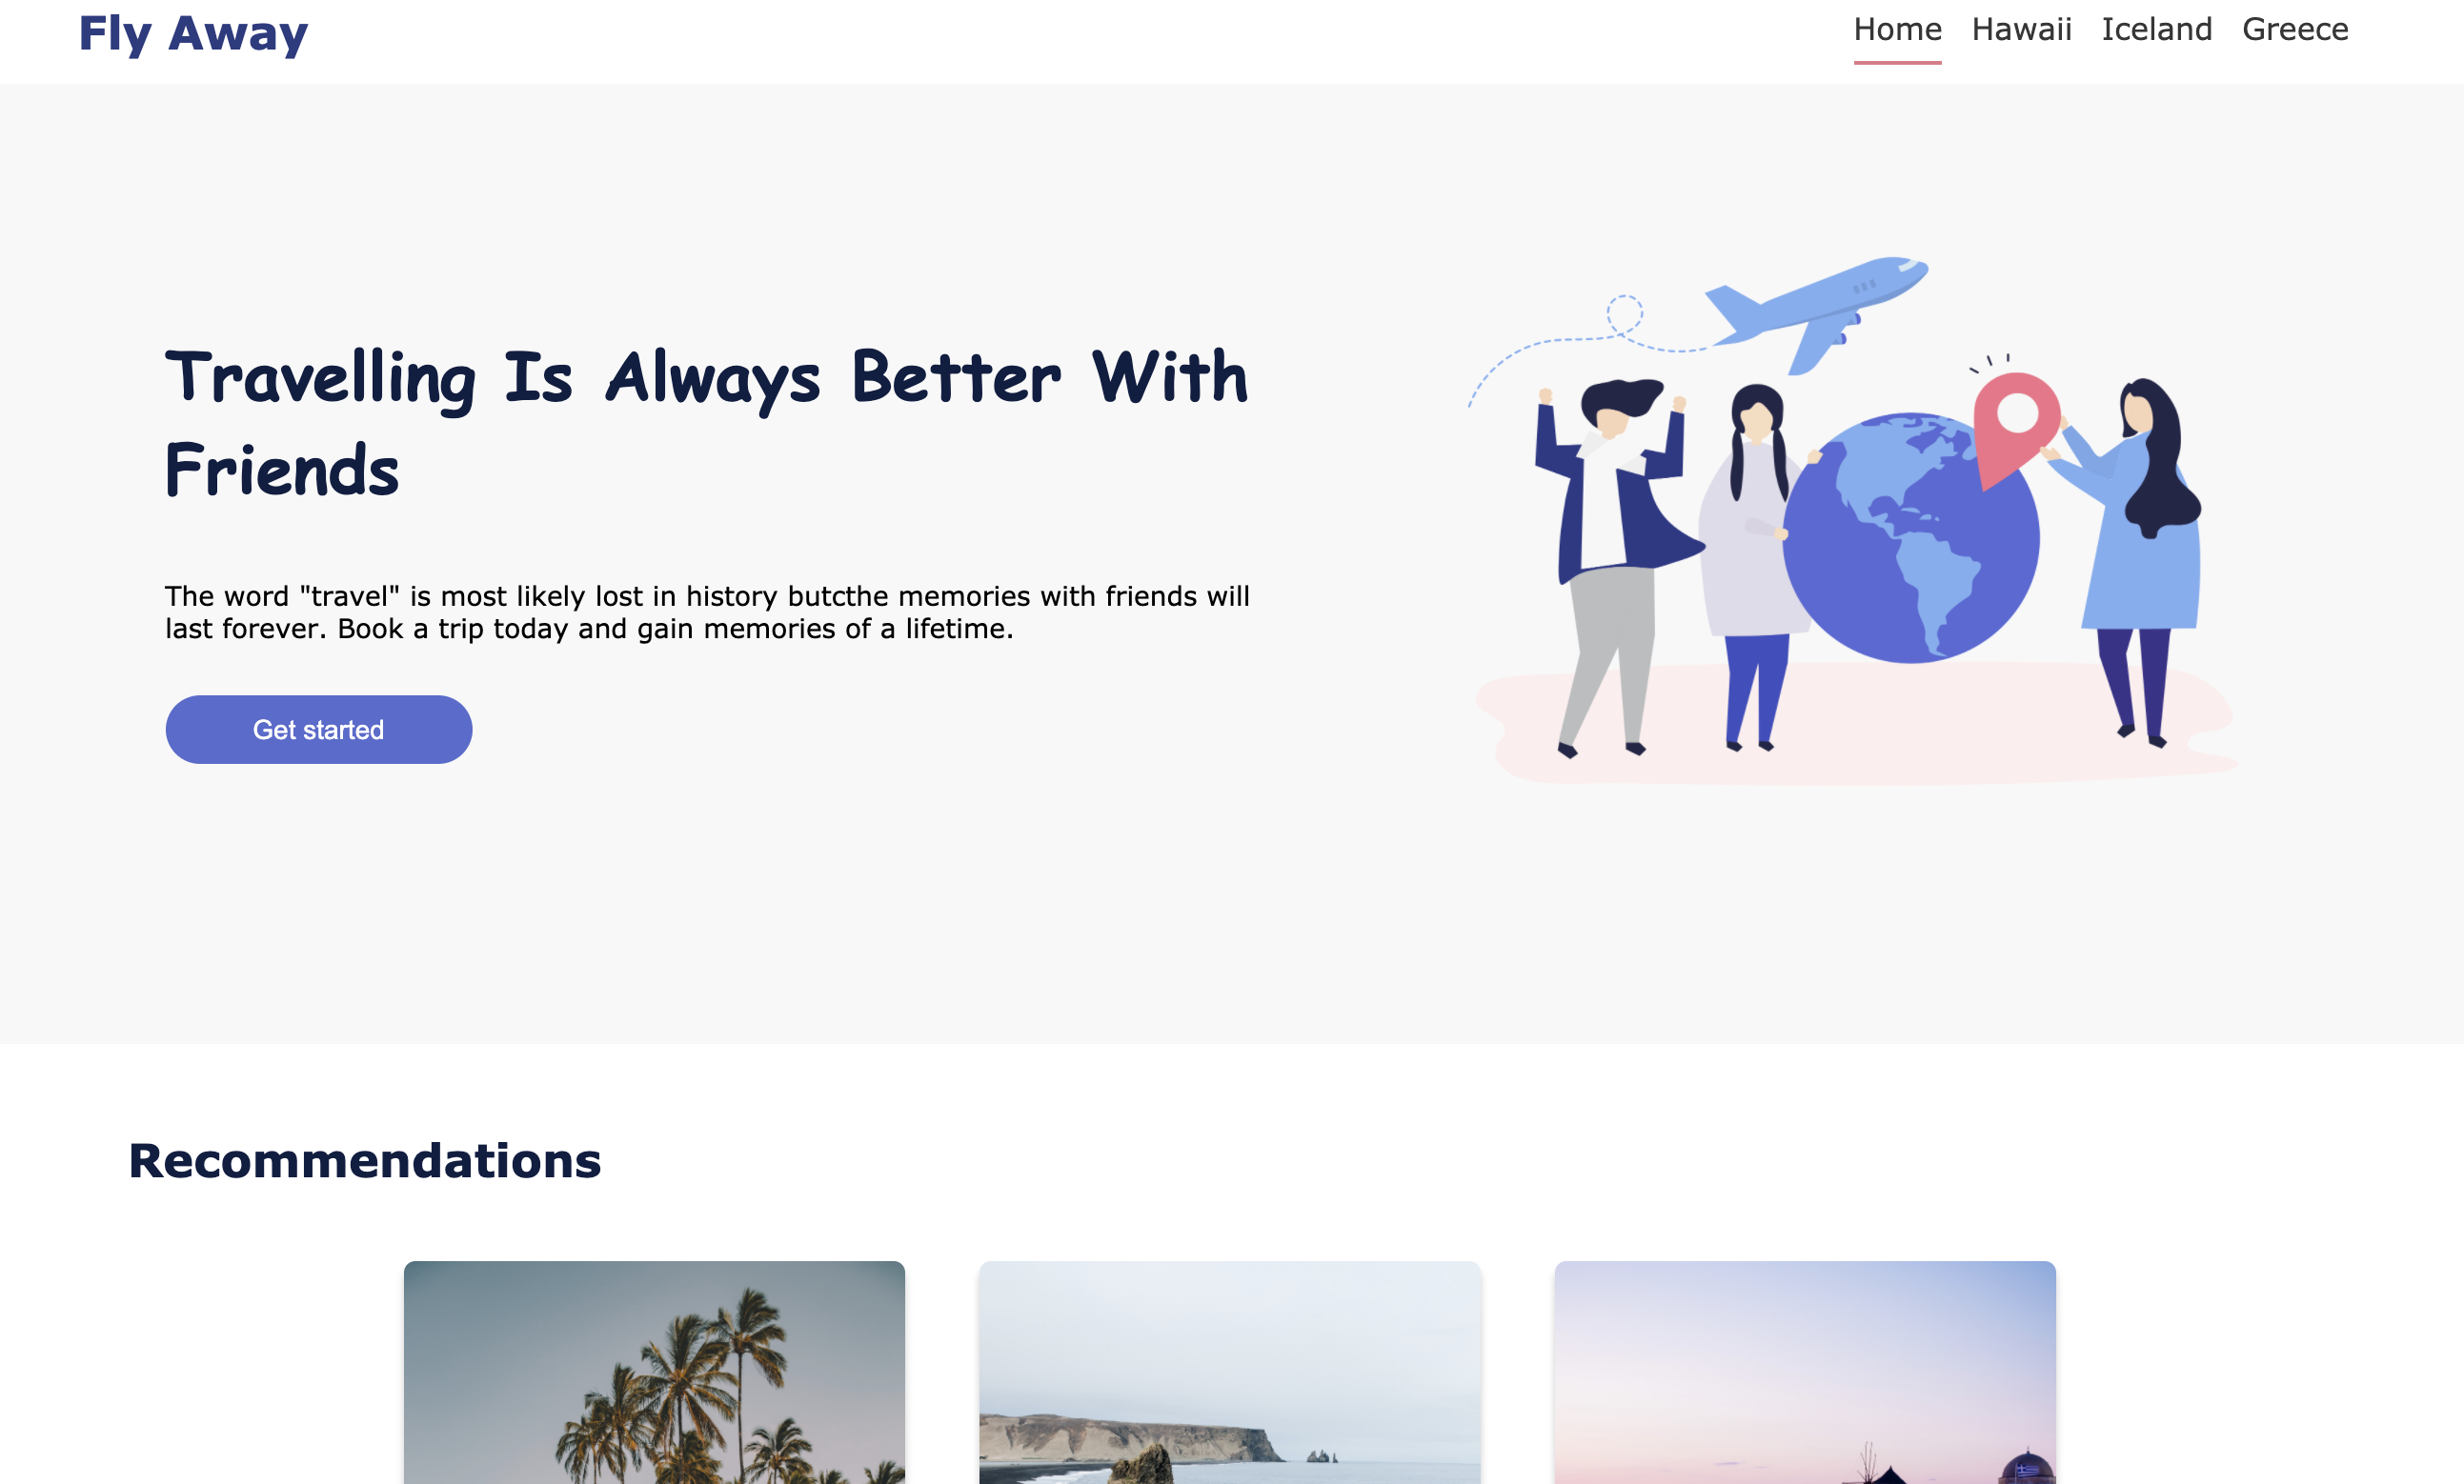 Fly Away
Home Hawaii Iceland Greece
Travelling Is Always Better With
Friends
The word "travel" is most likely lost in history butcthe memories with friends will
last forever. Book a trip today and gain memories of a lifetime.
Get started
Recommendations